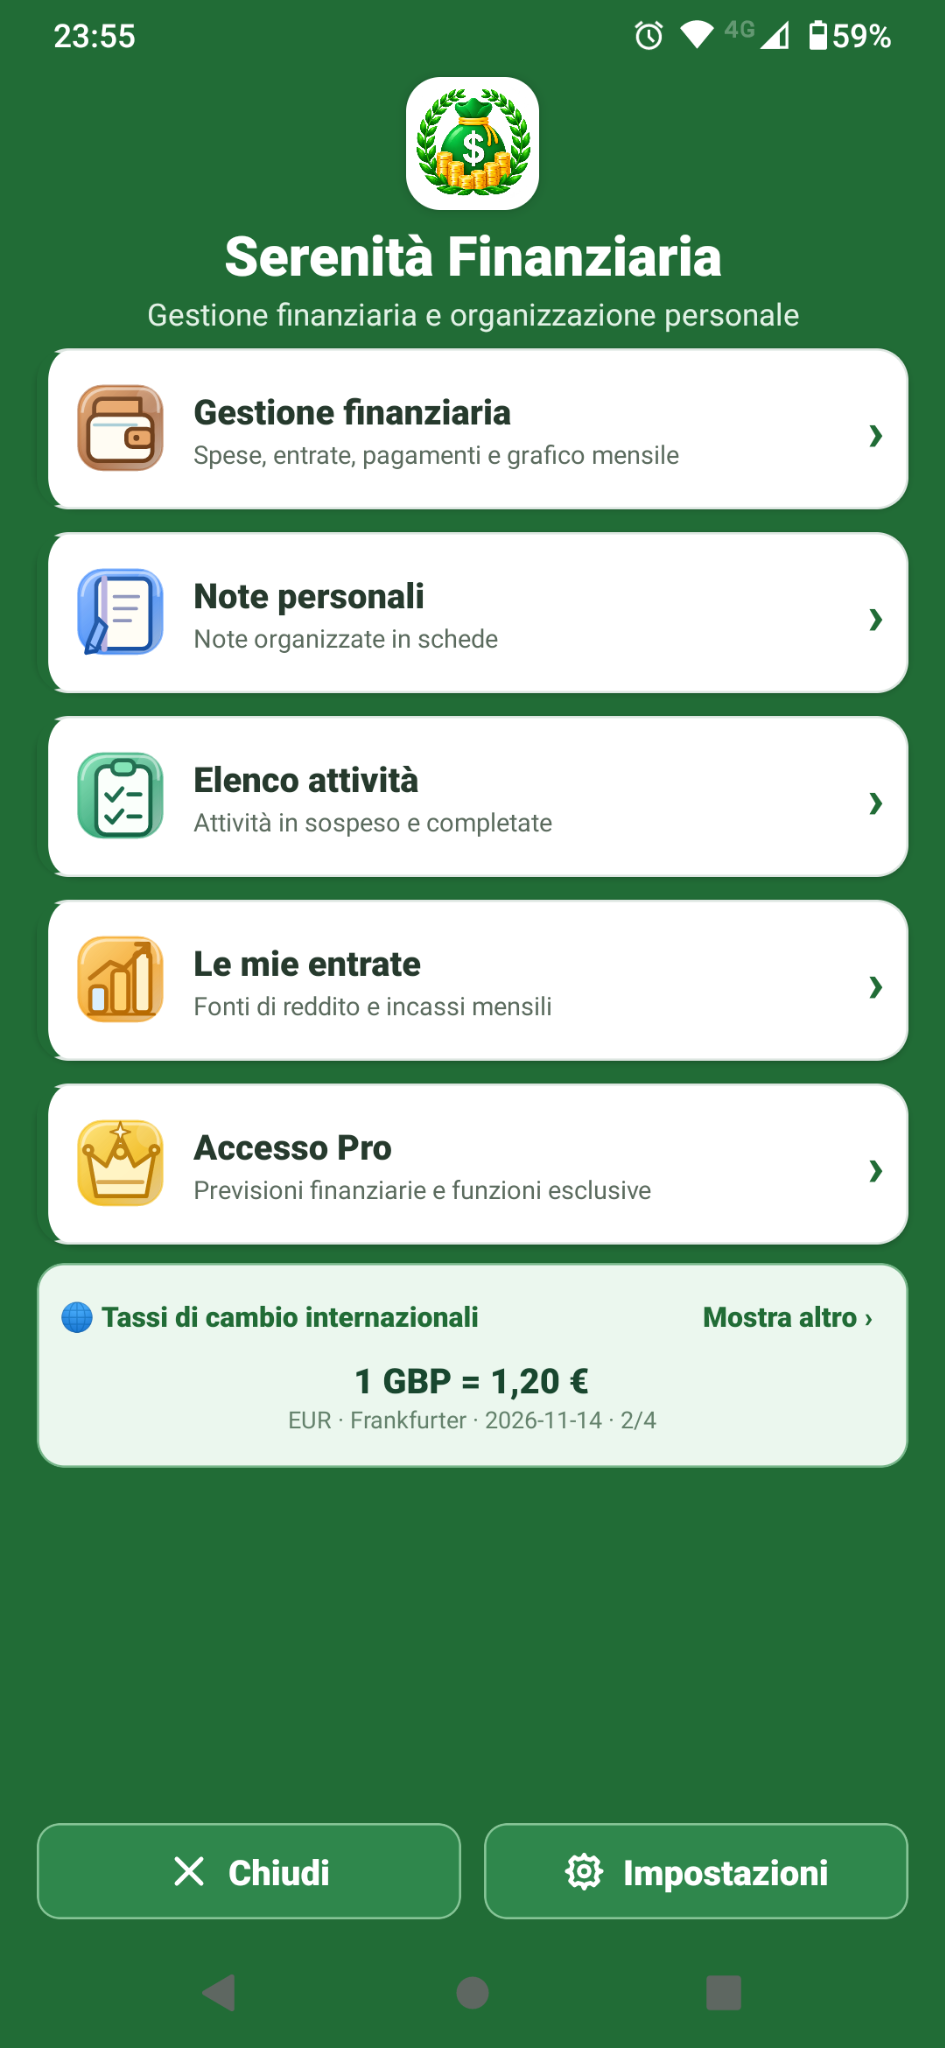 23:55
4G
59%
$
Serenità Finanziaria
Gestione finanziaria e organizzazione personale
Gestione finanziaria
Spese, entrate, pagamenti e grafico mensile
Note personali
Note organizzate in schede
Elenco attività
Attività in sospeso e completate
Le mie entrate
Fonti di reddito e incassi mensili
Accesso Pro
Previsioni finanziarie e funzioni esclusive
Tassi di cambio internazionali
Mostra altro ›
1 GBP = 1,20 €
EUR · Frankfurter · 2026-11-14 · 2/4
Chiudi
Impostazioni